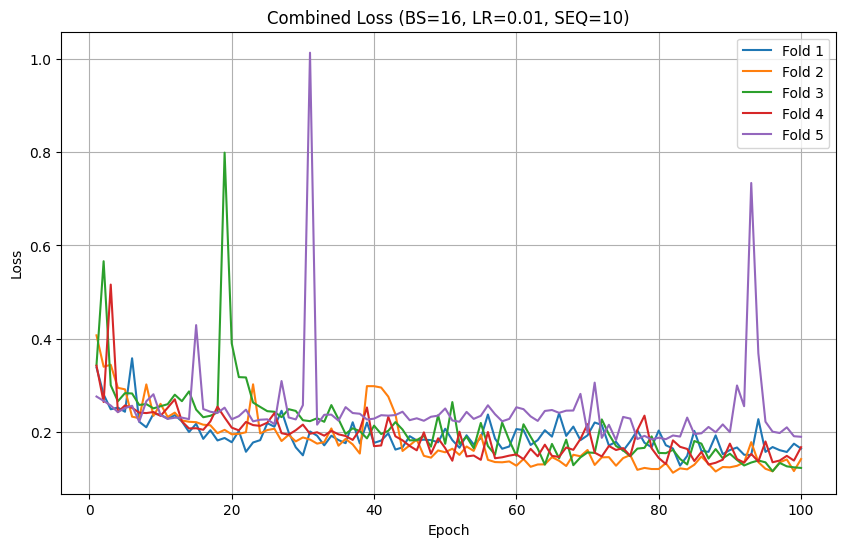 Combined Loss (BS=16, LR=0.01, SEQ=10)
Fold 1
Fold 2
Fold 3
Fold 4
Fold 5
Loss
1.0
0.8
0.6
0.4
0.2
0 20 40 60 80 100
Epoch